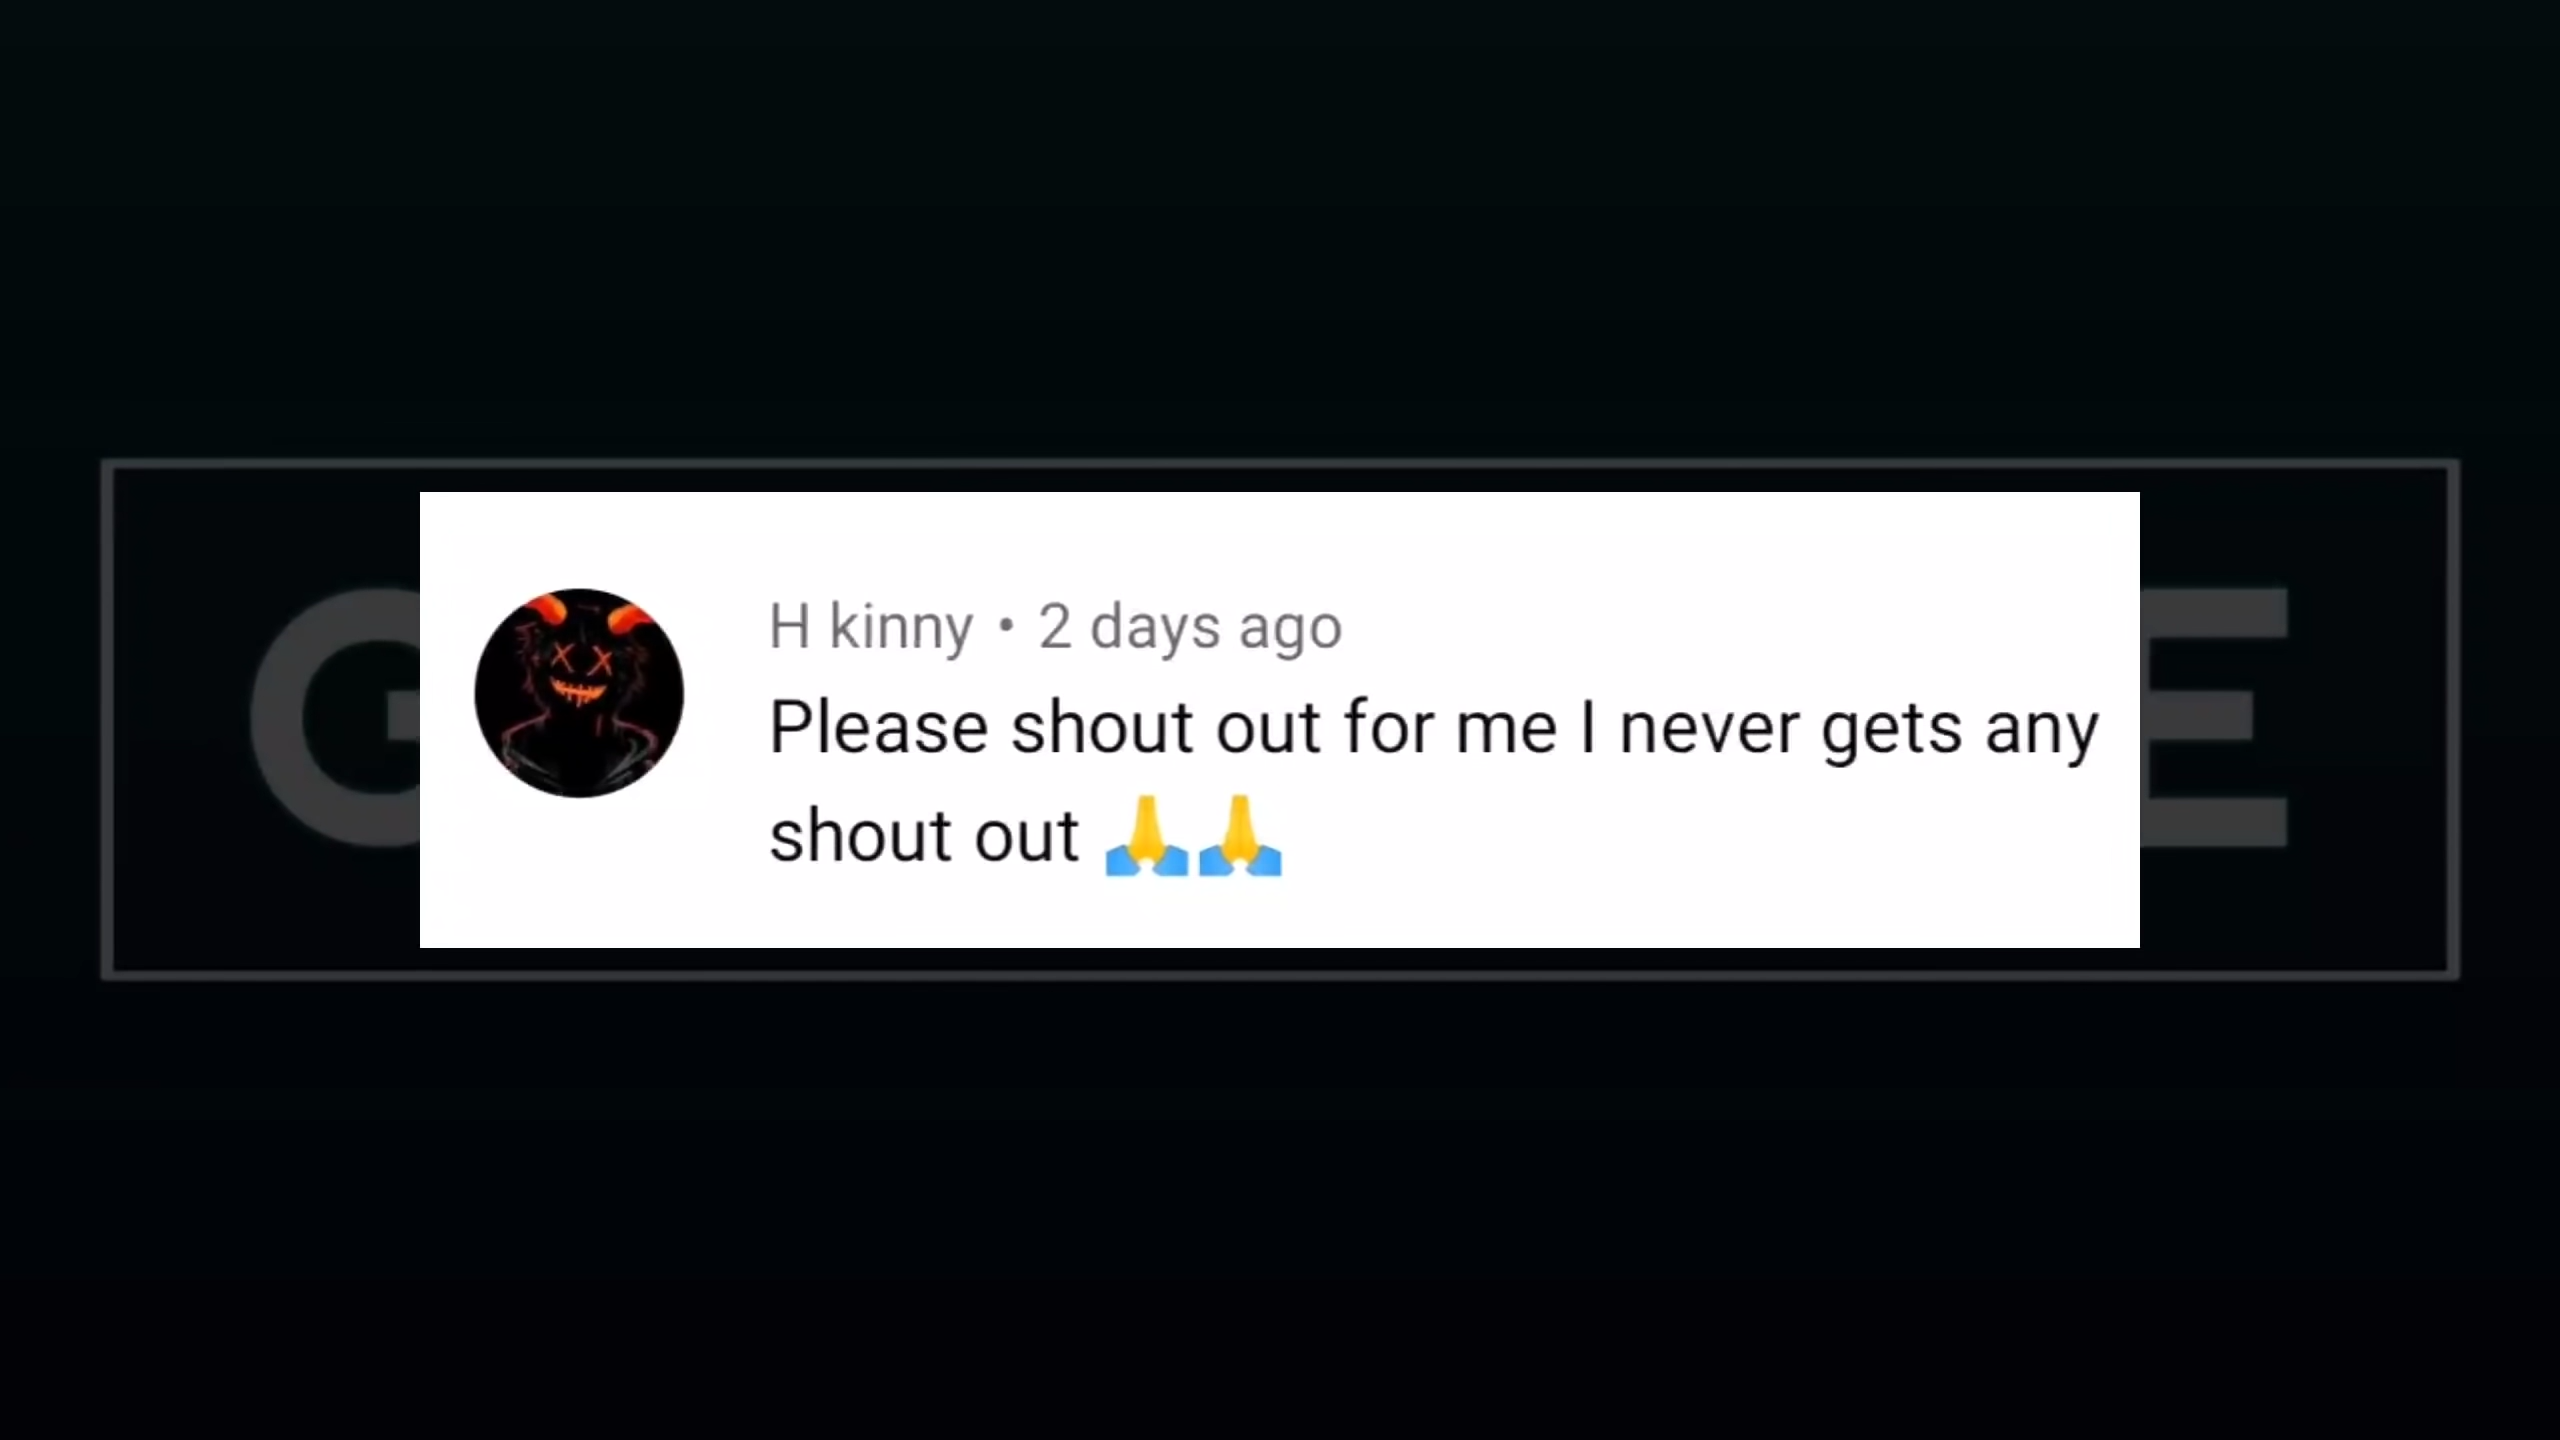 H kinny • 2 days ago
Please shout out for me I never gets any
shout out 🙏🙏
G
E